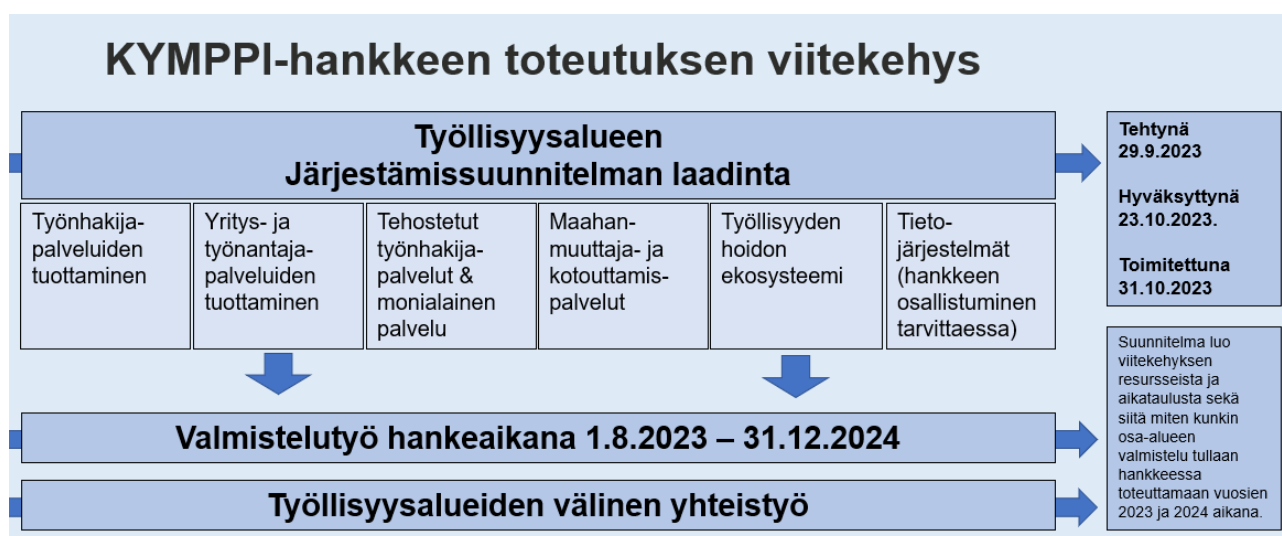 KYMPPI-hankkeen toteutuksen viitekehys
Työllisyysalueen
Järjestämissuunnitelman laadinta
Työnhakija-
palveluiden
tuottaminen
Yritys- ja
työnantaja-
palveluiden
tuottaminen
Tehostetut
työnhakija-
palvelut &
monialainen
palvelu
Maahan-
muuttaja- ja
kotouttamis-
palvelut
Työllisyyden
hoidon
ekosysteemi
Tieto-
järjestelmät
(hankkeen
osallistuminen
tarvittaessa)
Tehtynä
29.9.2023
Hyväksyttynä
23.10.2023.
Toimitettuna
31.10.2023
Valmistelutyö hankeaikana 1.8.2023 – 31.12.2024
Työllisyysalueiden välinen yhteistyö
Suunnitelma luo
viitekehyksen
resursseista ja
aikataulusta sekä
siitä miten kunkin
osa-alueen
valmistelu tullaan
hankkeessa
toteuttamaan vuosien
2023 ja 2024 aikana.